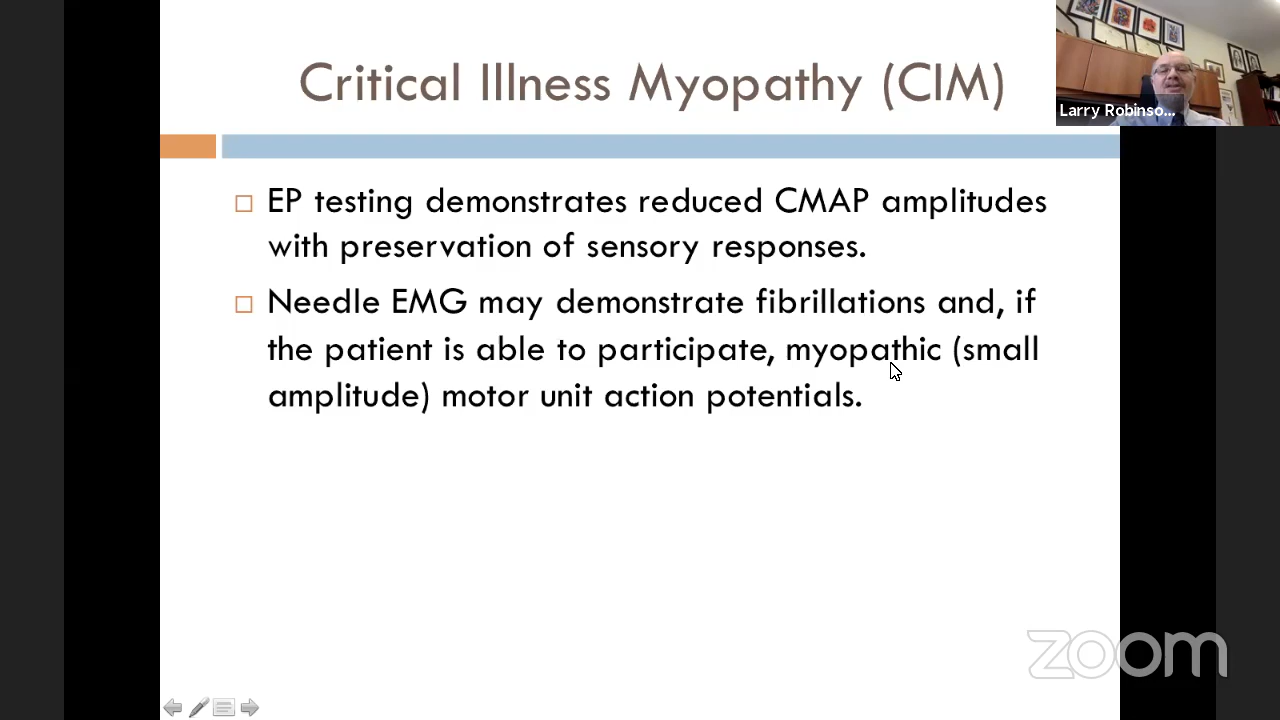 Critical Illness Myopathy (CIM)
Larry Robinso...
EP testing demonstrates reduced CMAP amplitudes
with preservation of sensory responses.
Needle EMG may demonstrate fibrillations and, if
the patient is able to participate, myopathic (small
amplitude) motor unit action potentials.
zoom